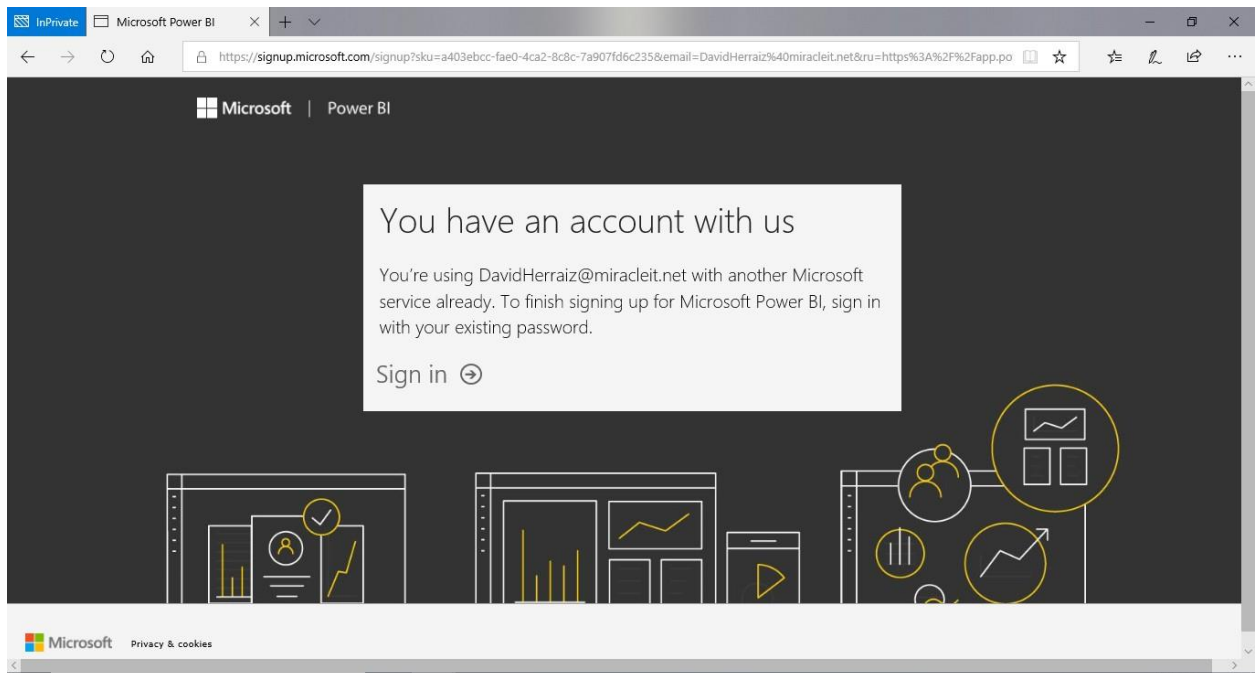 InPrivate Microsoft Power BI
https://signup.microsoft.com/signup?sku=a403ebcc-fae0-4ca2-8c8c-7a907fd6c235&email=DavidHerraiz%40miracleit.net&ru=https%3A%2F%2Fapp.po
Microsoft | Power BI
You have an account with us
You're using DavidHerraiz@miracleit.net with another Microsoft
service already. To finish signing up for Microsoft Power BI, sign in
with your existing password.
Sign in
Microsoft Privacy & cookies